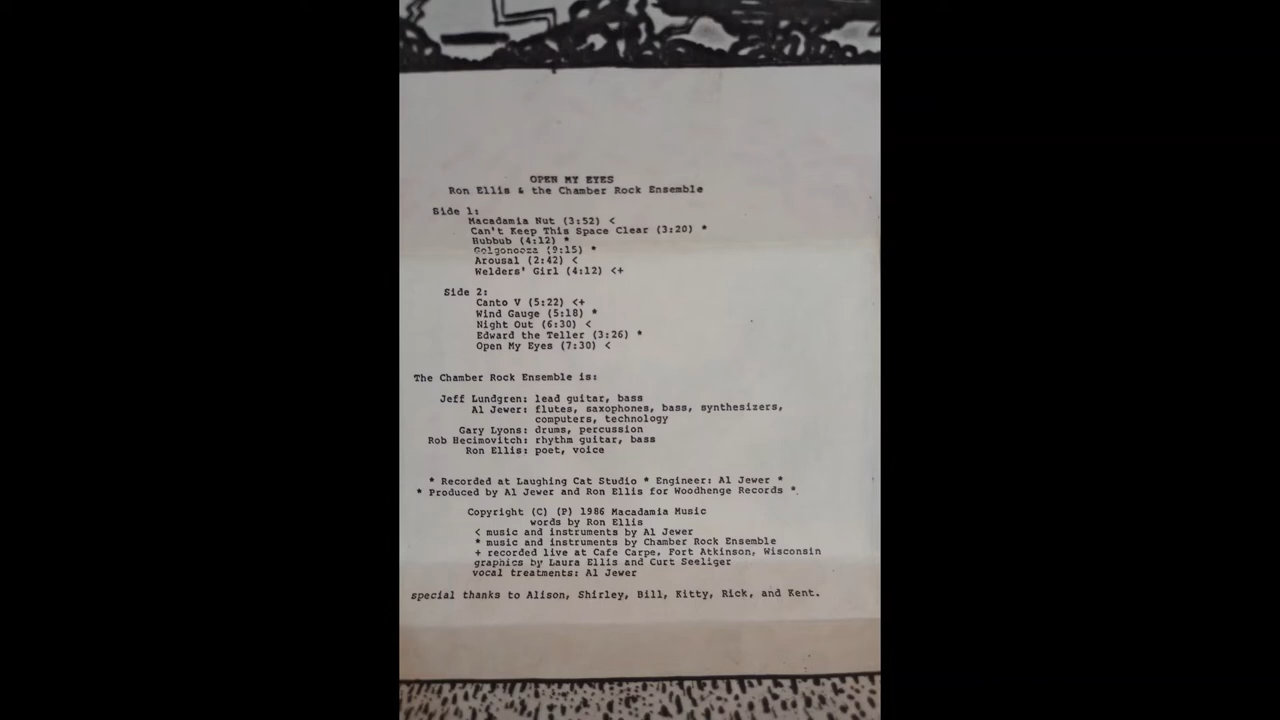 OPEN MY EYES
Ron Ellis & the Chamber Rock Ensemble
Side 1:
Macadamia Nut (3:52) <
Can't Keep This Space Clear (3:20) *
Hubbub (4:12) *
Golgonooza (9:15) *
Arousal (2:42) <
Welders' Girl (4:12) <+
Side 2:
Canto V (5:22) <+
Wind Gauge (5:18) *
Night Out (6:30) <
Edward the Teller (3:26) *
Open My Eyes (7:30) <
The Chamber Rock Ensemble is:
Jeff Lundgren: lead guitar, bass
Al Jewer: flutes, saxophones, bass, synthesizers,
computers, technology
Gary Lyons: drums, percussion
Rob Hecimovitch: rhythm guitar, bass
Ron Ellis: poet, voice
* Recorded at Laughing Cat Studio * Engineer: Al Jewer *
* Produced by Al Jewer and Ron Ellis for Woodhenge Records *
Copyright (C) (P) 1986 Macadamia Music
words by Ron Ellis
< music and instruments by Al Jewer
* music and instruments by Chamber Rock Ensemble
+ recorded live at Cafe Carpe, Fort Atkinson, Wisconsin
graphics by Laura Ellis and Curt Seeliger
vocal treatments: Al Jewer
special thanks to Alison, Shirley, Bill, Kitty, Rick, and Kent.